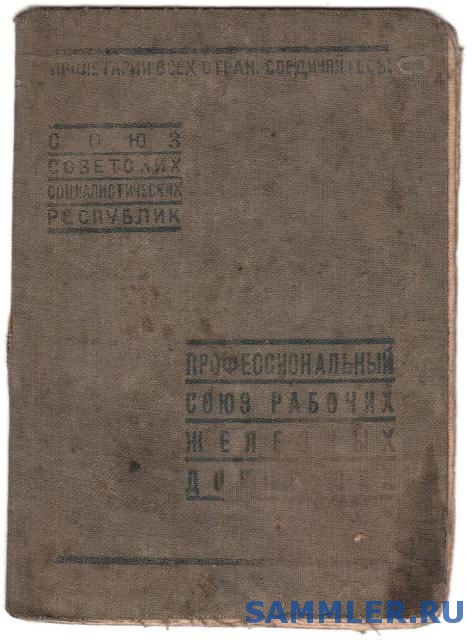 ПРОЛЕТАРИИ ВСЕХ СТРАН, СОЕДИНЯЙТЕСЬ!
СОЮЗ
СОВЕТСКИХ
СОЦИАЛИСТИЧЕСКИХ
РЕСПУБЛИК
ПРОФЕССИОНАЛЬНЫЙ
СОЮЗ РАБОЧИХ
ЖЕЛЕЗНЫХ
SAMMLER.RU